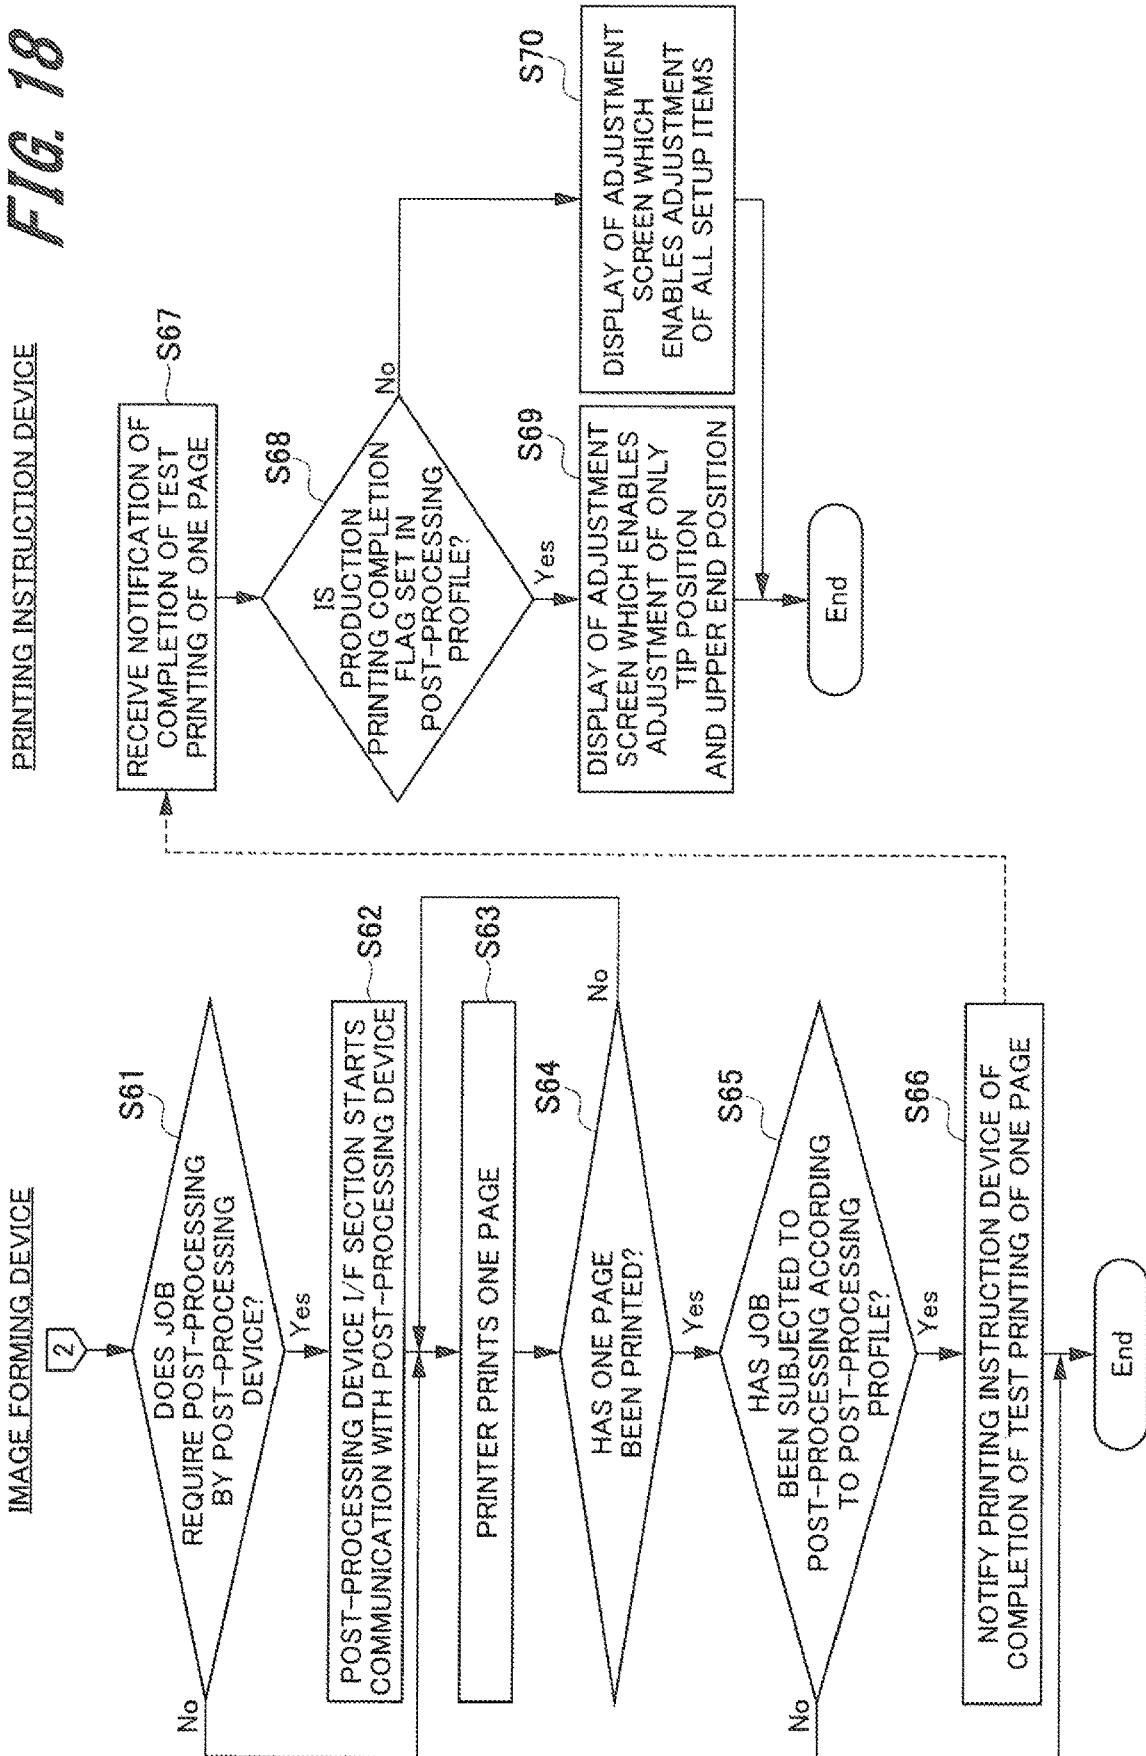 FIG. 18
IMAGE FORMING DEVICE
2
DOES JOB
REQUIRE POST-PROCESSING
BY POST-PROCESSING
DEVICE?
S61
No
Yes
POST-PROCESSING DEVICE I/F SECTION STARTS
COMMUNICATION WITH POST-PROCESSING DEVICE
S62
PRINTER PRINTS ONE PAGE
S63
HAS ONE PAGE
BEEN PRINTED?
S64
No
Yes
HAS JOB
BEEN SUBJECTED TO
POST-PROCESSING ACCORDING
TO POST-PROCESSING
PROFILE?
S65
No
Yes
NOTIFY PRINTING INSTRUCTION DEVICE OF
COMPLETION OF TEST PRINTING OF ONE PAGE
S66
End
PRINTING INSTRUCTION DEVICE
RECEIVE NOTIFICATION OF
COMPLETION OF TEST
PRINTING OF ONE PAGE
S67
IS
PRODUCTION
PRINTING COMPLETION
FLAG SET IN
POST-PROCESSING
PROFILE?
S68
No
Yes
DISPLAY OF ADJUSTMENT
SCREEN WHICH ENABLES
ADJUSTMENT OF ONLY
TIP POSITION
AND UPPER END POSITION
S69
DISPLAY OF ADJUSTMENT
SCREEN WHICH
ENABLES ADJUSTMENT
OF ALL SETUP ITEMS
S70
End